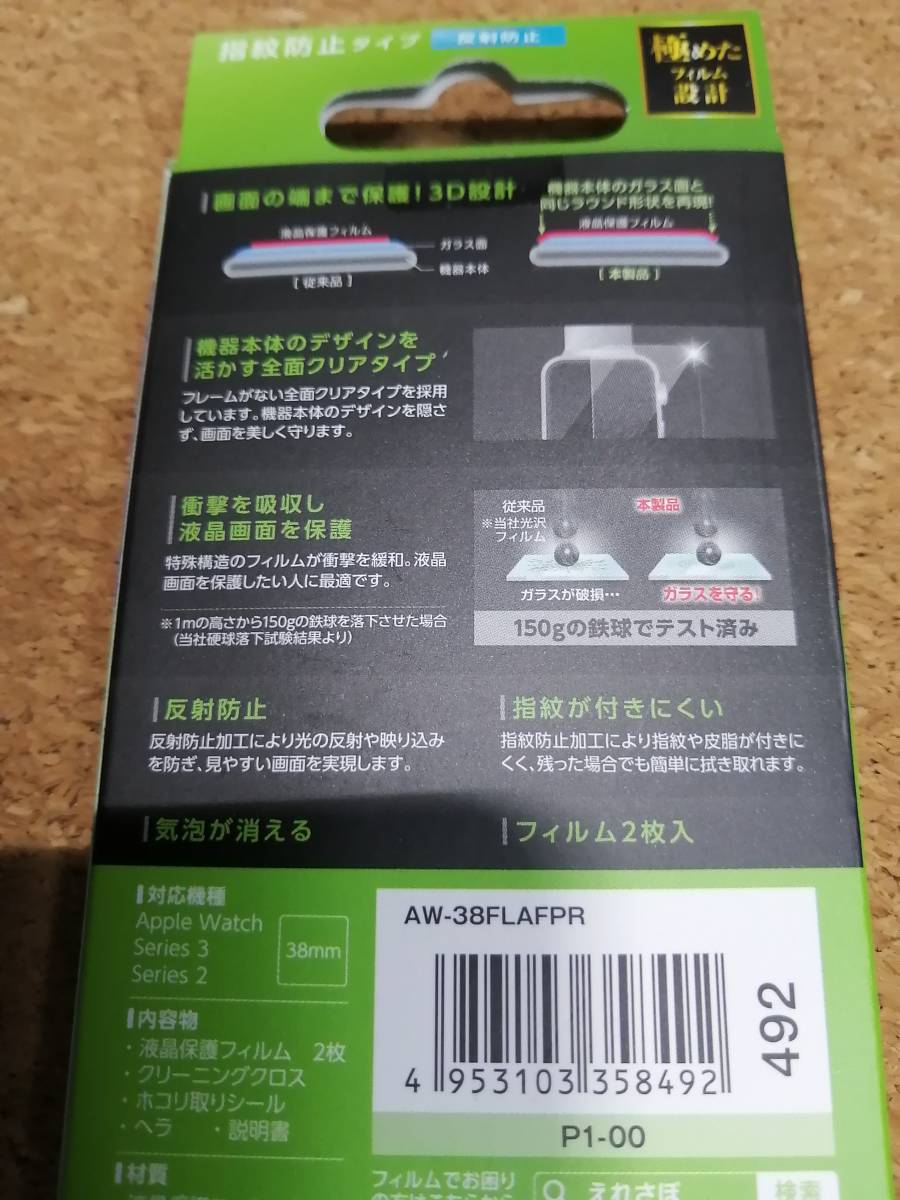 指紋防止タイプ
反射防止
極めた
フィルム
設計
画面の端まで保護!3D設計
液晶保護フィルム
ガラス面
機器本体
[従来品]
機器本体のガラス面と
同じラウンド形状を再現!
液晶保護フィルム
[本製品]
機器本体のデザインを
活かす全面クリアタイプ
フレームがない全面クリアタイプを採用
しています。機器本体のデザインを隠さ
ず、画面を美しく守ります。
衝撃を吸収し
液晶画面を保護
特殊構造のフィルムが衝撃を緩和。液晶
画面を保護したい人に最適です。
※1mの高さから150gの鉄球を落下させた場合
(当社硬球落下試験結果より)
従来品
※当社光沢
フィルム
ガラスが破損…
本製品
ガラスを守る!
150gの鉄球でテスト済み
反射防止
反射防止加工により光の反射や映り込み
を防ぎ、見やすい画面を実現します。
指紋が付きにくい
指紋防止加工により指紋や皮脂が付きに
くく、残った場合でも簡単に拭き取れます。
気泡が消える
フィルム2枚入
対応機種
Apple Watch
Series 3
Series 2
38mm
内容物
・液晶保護フィルム 2枚
・クリーニングクロス
・ホコリ取りシール
・ヘラ ・説明書
材質
AW-38FLAFPR
4 953103 358492
492
P1-00
フィルムでお困り
えれさぽ
検索